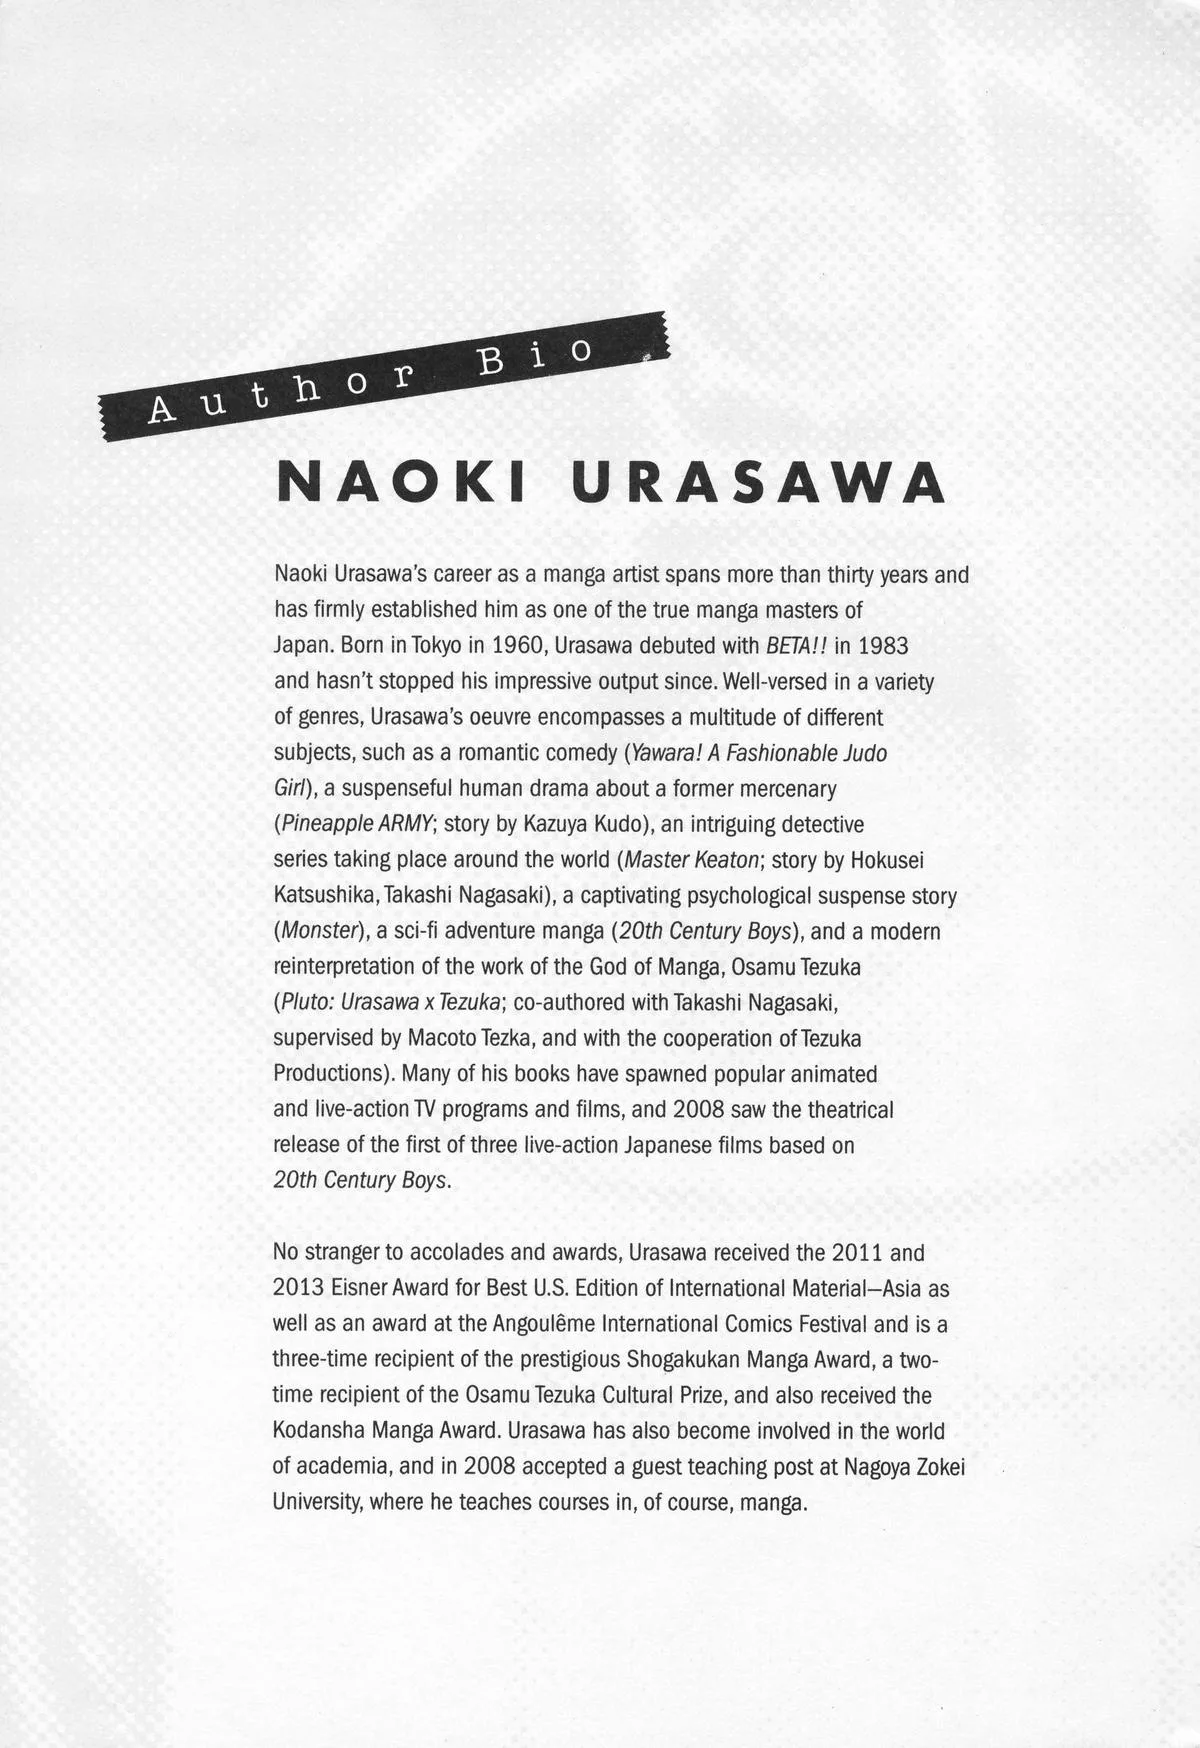 Author Bio
NAOKI URASAWA
Naoki Urasawa's career as a manga artist spans more than thirty years and
has firmly established him as one of the true manga masters of
Japan. Born in Tokyo in 1960, Urasawa debuted with BETA!! in 1983
and hasn't stopped his impressive output since. Well-versed in a variety
of genres, Urasawa's oeuvre encompasses a multitude of different
subjects, such as a romantic comedy (Yawara! A Fashionable Judo
Girl), a suspenseful human drama about a former mercenary
(Pineapple ARMY; story by Kazuya Kudo), an intriguing detective
series taking place around the world (Master Keaton; story by Hokusei
Katsushika, Takashi Nagasaki), a captivating psychological suspense story
(Monster), a sci-fi adventure manga (20th Century Boys), and a modern
reinterpretation of the work of the God of Manga, Osamu Tezuka
(Pluto: Urasawa x Tezuka; co-authored with Takashi Nagasaki,
supervised by Macoto Tezka, and with the cooperation of Tezuka
Productions). Many of his books have spawned popular animated
and live-action TV programs and films, and 2008 saw the theatrical
release of the first of three live-action Japanese films based on
20th Century Boys.
No stranger to accolades and awards, Urasawa received the 2011 and
2013 Eisner Award for Best U.S. Edition of International Material—Asia as
well as an award at the Angoulême International Comics Festival and is a
three-time recipient of the prestigious Shogakukan Manga Award, a two-
time recipient of the Osamu Tezuka Cultural Prize, and also received the
Kodansha Manga Award. Urasawa has also become involved in the world
of academia, and in 2008 accepted a guest teaching post at Nagoya Zokei
University, where he teaches courses in, of course, manga.